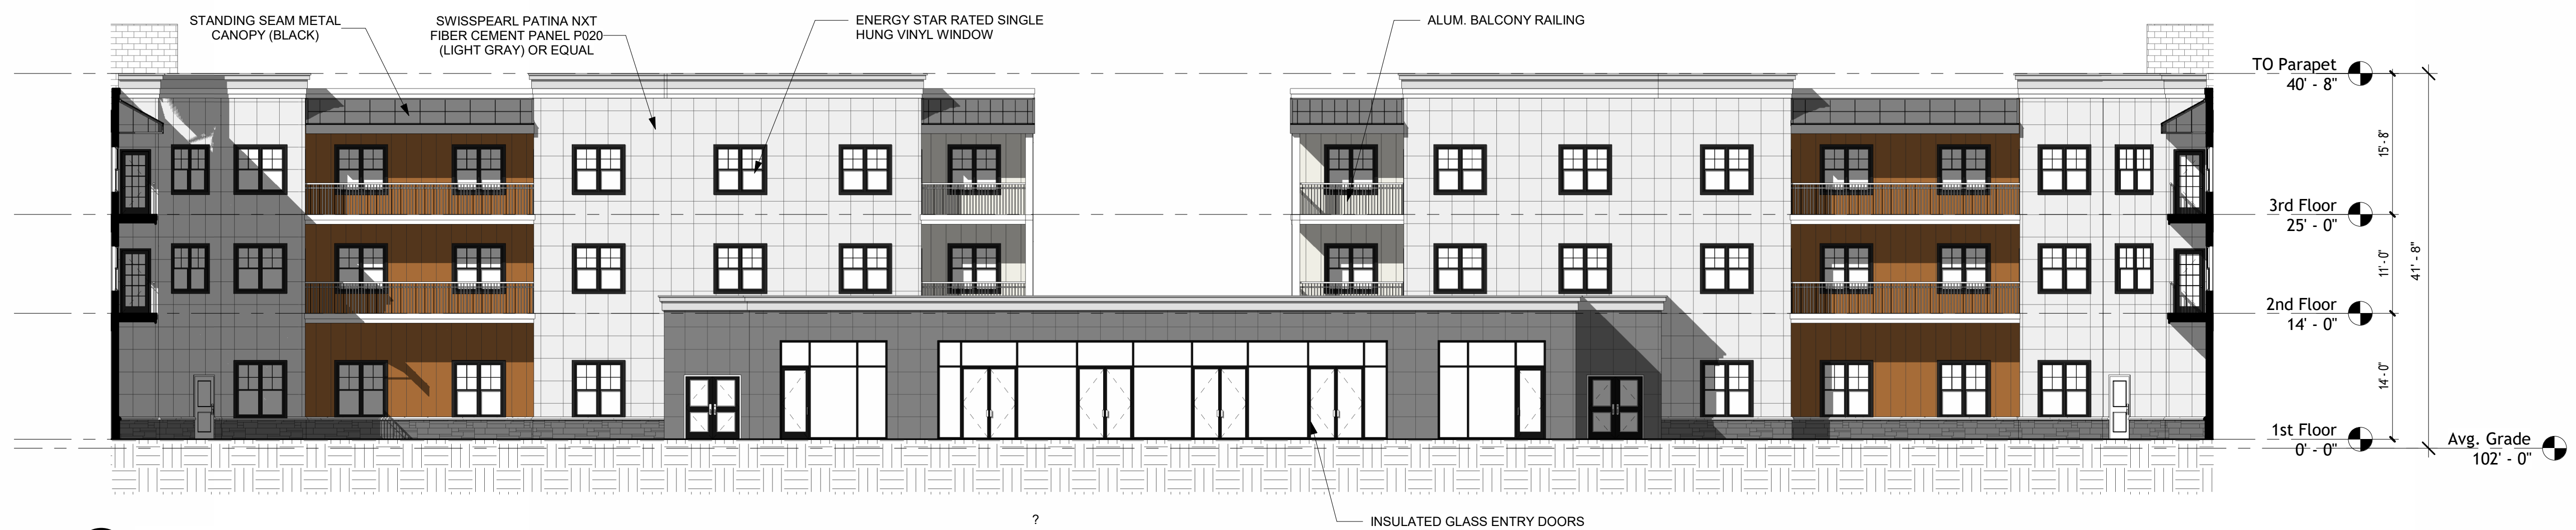 STANDING SEAM METAL
CANOPY (BLACK)
SWISSPEARL PATINA NXT
FIBER CEMENT PANEL P020
(LIGHT GRAY) OR EQUAL
ENERGY STAR RATED SINGLE
HUNG VINYL WINDOW
ALUM. BALCONY RAILING
TO Parapet
40' - 8"
15' - 8"
3rd Floor
25' - 0"
11' - 0"
41' - 8"
2nd Floor
14' - 0"
14' - 0"
1st Floor
0' - 0"
Avg. Grade
102' - 0"
?
INSULATED GLASS ENTRY DOORS